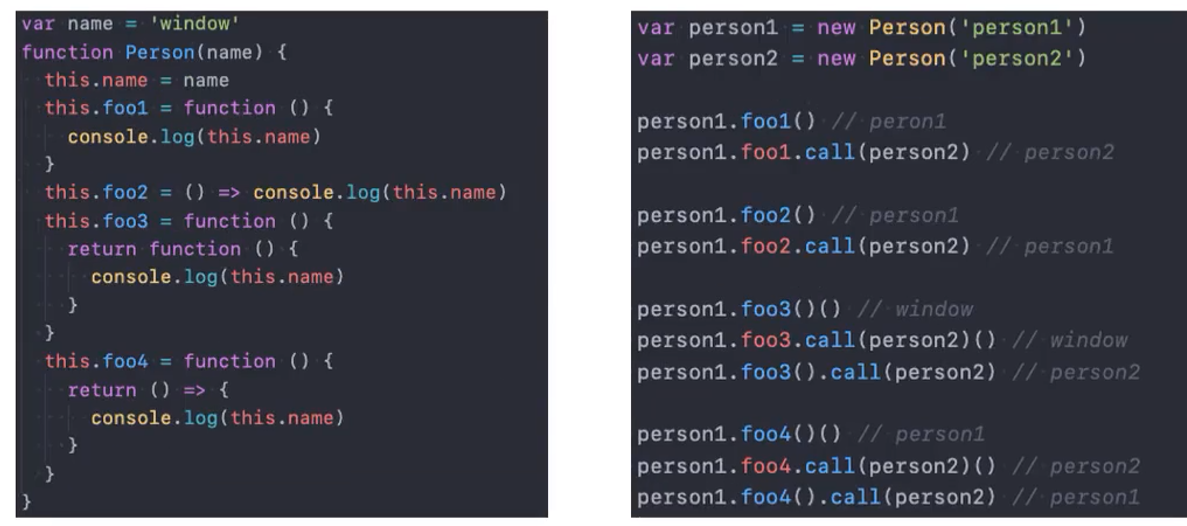 var name = 'window'
function Person(name) {
  this.name = name
  this.foo1 = function () {
    console.log(this.name)
  }
  this.foo2 = () => console.log(this.name)
  this.foo3 = function () {
    return function () {
      console.log(this.name)
    }
  }
  this.foo4 = function () {
    return () => {
      console.log(this.name)
    }
  }
}
var person1 = new Person('person1')
var person2 = new Person('person2')
person1.foo1() // peron1
person1.foo1.call(person2) // person2
person1.foo2() // person1
person1.foo2.call(person2) // person1
person1.foo3()() // window
person1.foo3.call(person2)() // window
person1.foo3().call(person2) // person2
person1.foo4()() // person1
person1.foo4.call(person2)() // person2
person1.foo4().call(person2) // person1